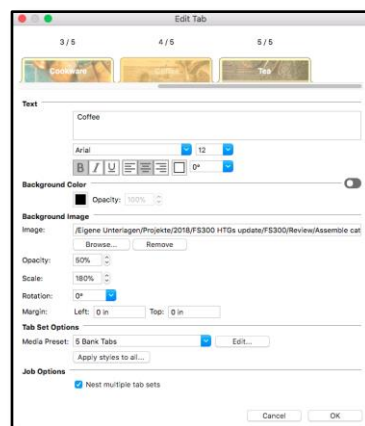 Edit Tab
3 / 5 4 / 5 5 / 5
Cookware Coffee Tea
Text
Coffee
Arial 12
B I U 0°
Background Color
Opacity: 100%
Background Image
Image: /Eigene Unterlagen/Projekte/2018/FS300 HTGs update/FS300/Review/Assemble cat
Browse... Remove
Opacity: 50%
Scale: 180%
Rotation: 0°
Margin: Left: 0 in Top: 0 in
Tab Set Options
Media Preset: 5 Bank Tabs Edit...
Apply styles to all...
Job Options
Nest multiple tab sets
Cancel OK